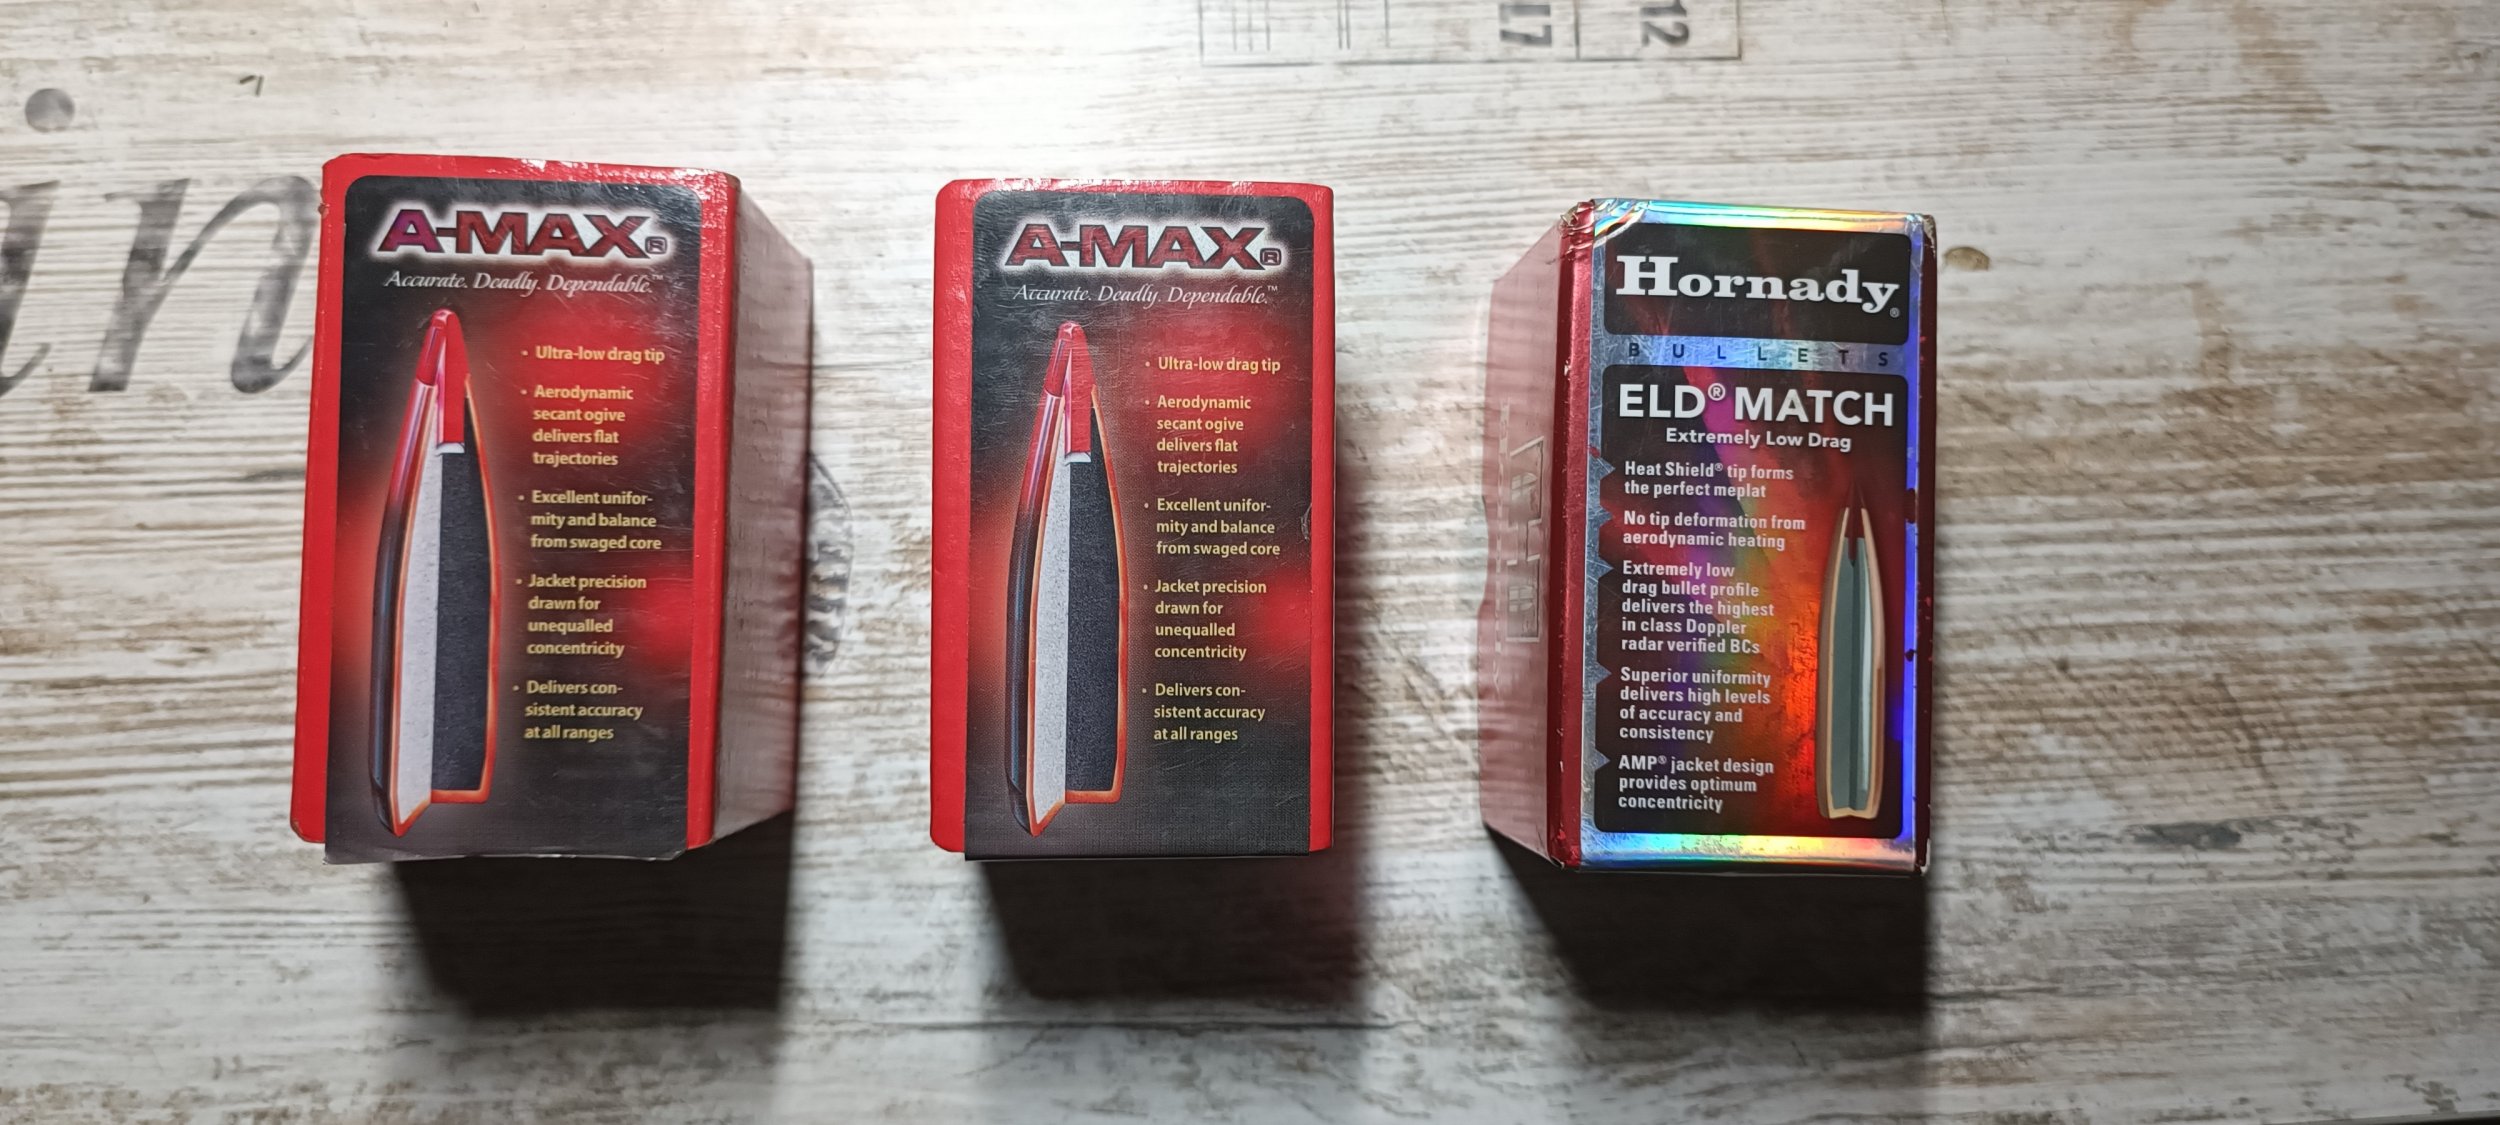 17
12
an
A-MAX®
Accurate. Deadly. Dependable.™
• Ultra-low drag tip
• Aerodynamic
secant ogive
delivers flat
trajectories
• Excellent unifor-
mity and balance
from swaged core
• Jacket precision
drawn for
unequalled
concentricity
• Delivers con-
sistent accuracy
at all ranges
A-MAX®
Accurate. Deadly. Dependable.™
• Ultra-low drag tip
• Aerodynamic
secant ogive
delivers flat
trajectories
• Excellent unifor-
mity and balance
from swaged core
• Jacket precision
drawn for
unequalled
concentricity
• Delivers con-
sistent accuracy
at all ranges
Hornady®
BULLETS
ELD® MATCH
Extremely Low Drag
Heat Shield® tip forms
the perfect meplat
No tip deformation from
aerodynamic heating
Extremely low
drag bullet profile
delivers the highest
in class Doppler
radar verified BCs
Superior uniformity
delivers high levels
of accuracy and
consistency
AMP® jacket design
provides optimum
concentricity